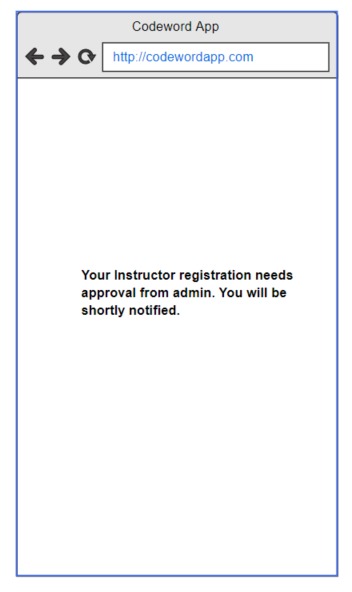 Codeword App
http://codewordapp.com
Your Instructor registration needs
approval from admin. You will be
shortly notified.